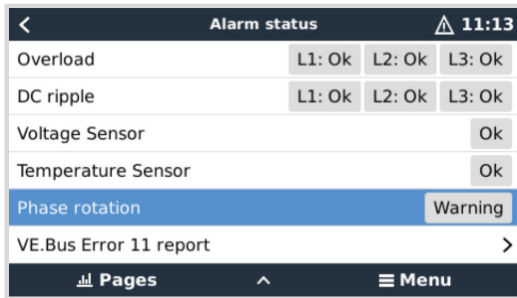 Alarm status 11:13
Overload L1: Ok L2: Ok L3: Ok
DC ripple L1: Ok L2: Ok L3: Ok
Voltage Sensor Ok
Temperature Sensor Ok
Phase rotation Warning
VE.Bus Error 11 report
Pages Menu